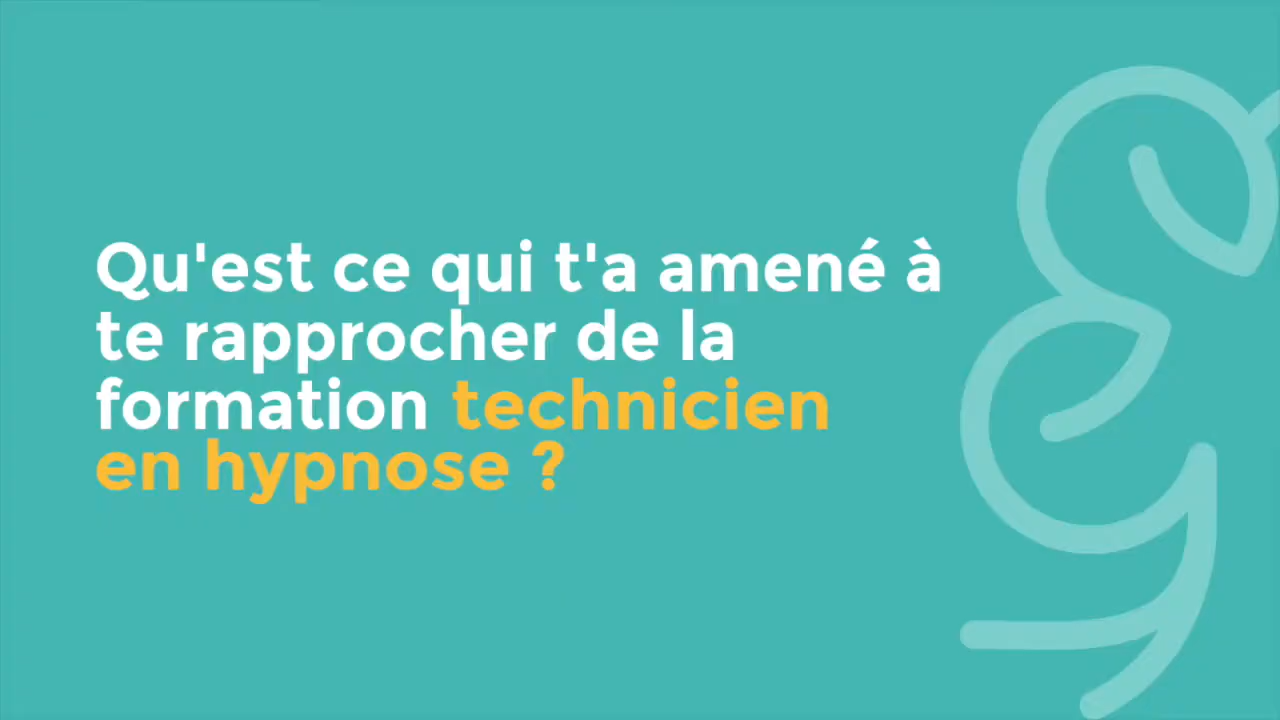 Qu'est ce qui t'a amené à
te rapprocher de la
formation technicien
en hypnose ?